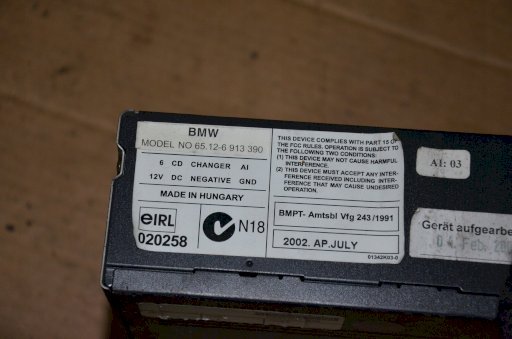 BMW
MODEL NO 65.12-6 913 390
6 CD CHANGER AI
12V DC NEGATIVE GND
MADE IN HUNGARY
eIRL
020258
N18
THIS DEVICE COMPLIES WITH PART 15 OF
THE FCC RULES. OPERATION IS SUBJECT TO
THE FOLLOWING TWO CONDITIONS:
(1) THIS DEVICE MAY NOT CAUSE HARMFUL
INTERFERENCE.
(2) THIS DEVICE MUST ACCEPT ANY INTER-
FERENCE RECEIVED INCLUDING INTER-
FERENCE THAT MAY CAUSE UNDESIRED
OPERATION.
BMPT- Amtsbl Vfg 243/1991
2002. AP.JULY
01342K03-0
AI: 03
Gerät aufgearbe
Feb.